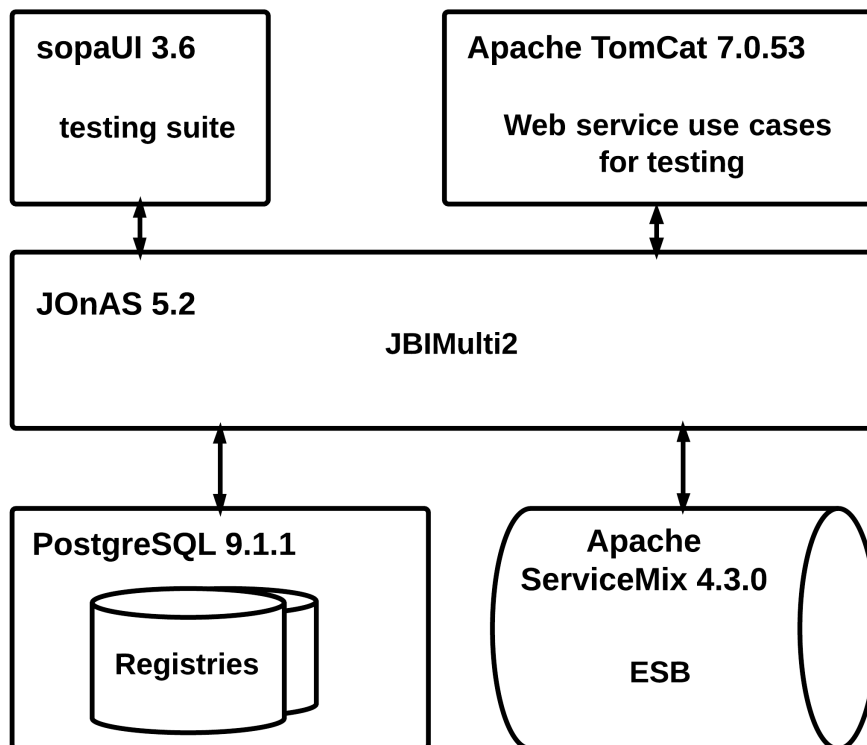 sopaUI 3.6
testing suite
Apache TomCat 7.0.53
Web service use cases
for testing
JOnAS 5.2
JBIMulti2
PostgreSQL 9.1.1
Registries
Apache
ServiceMix 4.3.0
ESB